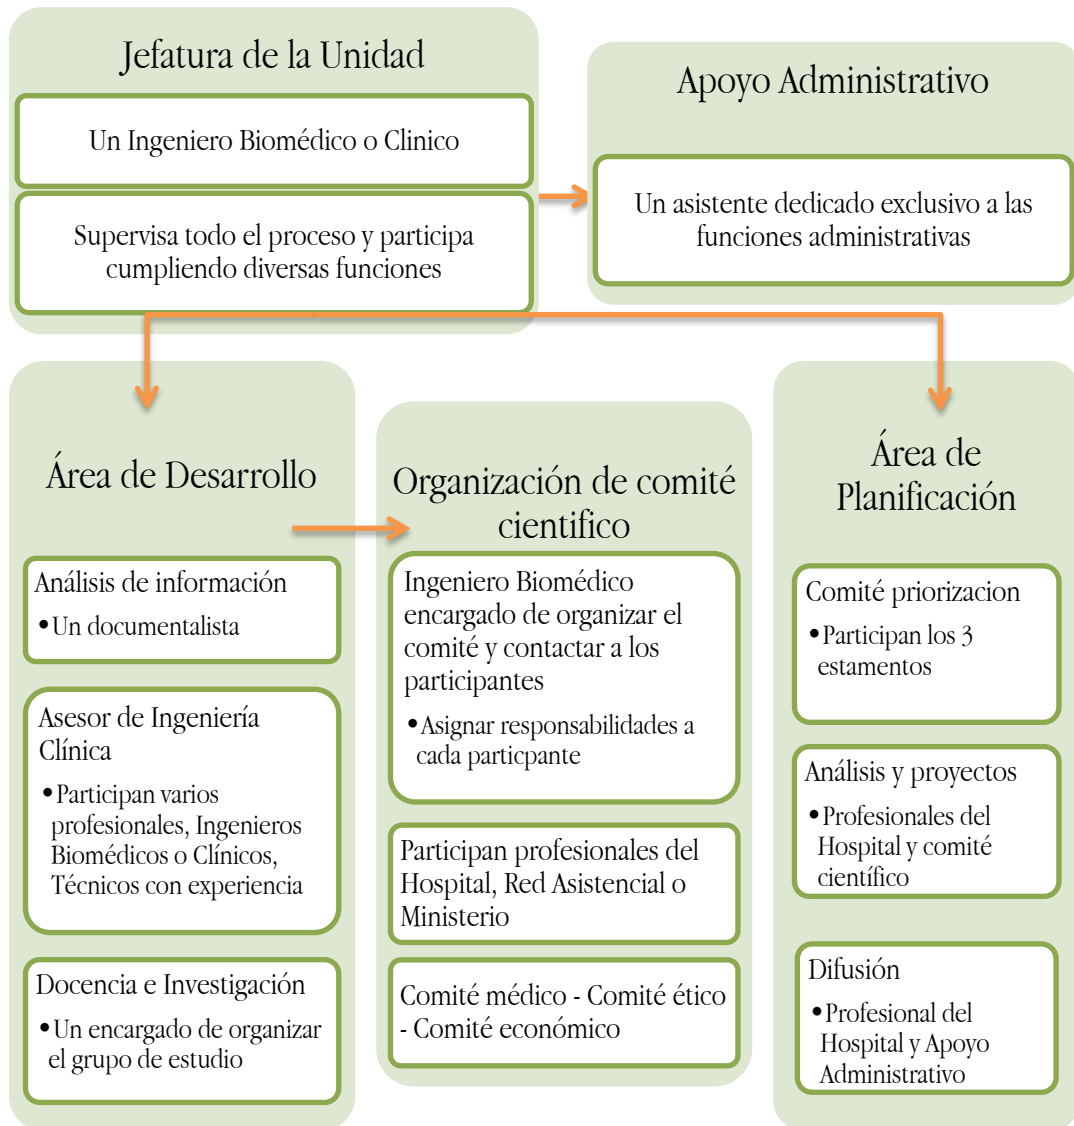 Jefatura de la Unidad
Un Ingeniero Biomédico o Clinico
Supervisa todo el proceso y participa
cumpliendo diversas funciones
Apoyo Administrativo
Un asistente dedicado exclusivo a las
funciones administrativas
Área de Desarrollo
Análisis de información
•Un documentalista
Asesor de Ingeniería
Clínica
•Participan varios
profesionales, Ingenieros
Biomédicos o Clínicos,
Técnicos con experiencia
Docencia e Investigación
•Un encargado de organizar
el grupo de estudio
Organización de comité
cientifico
Ingeniero Biomédico
encargado de organizar el
comité y contactar a los
participantes
•Asignar responsabilidades a
cada particpante
Participan profesionales del
Hospital, Red Asistencial o
Ministerio
Comité médico - Comité ético
- Comité económico
Área de
Planificación
Comité priorizacion
•Participan los 3
estamentos
Análisis y proyectos
•Profesionales del
Hospital y comité
científico
Difusión
•Profesional del
Hospital y Apoyo
Administrativo